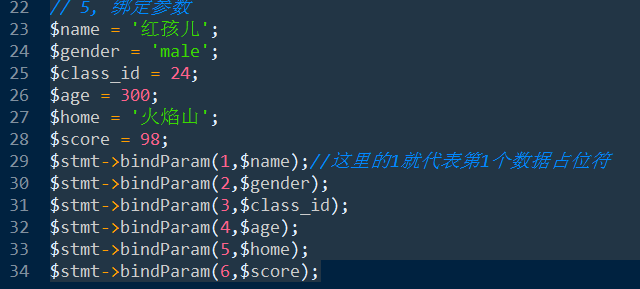 22 // 5, 绑定参数
23 $name = '红孩儿';
24 $gender = 'male';
25 $class_id = 24;
26 $age = 300;
27 $home = '火焰山';
28 $score = 98;
29 $stmt->bindParam(1,$name);//这里的1就代表第1个数据占位符
30 $stmt->bindParam(2,$gender);
31 $stmt->bindParam(3,$class_id);
32 $stmt->bindParam(4,$age);
33 $stmt->bindParam(5,$home);
34 $stmt->bindParam(6,$score);